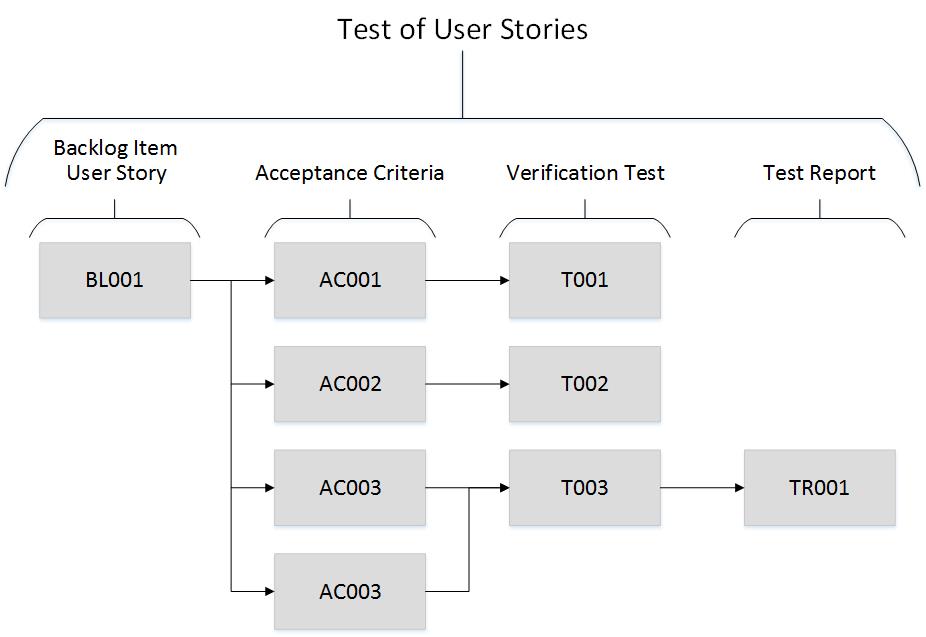 Test of User Stories
Backlog Item
User Story
Acceptance Criteria
Verification Test
Test Report
BL001
AC001
T001
AC002
T002
AC003
T003
TR001
AC003